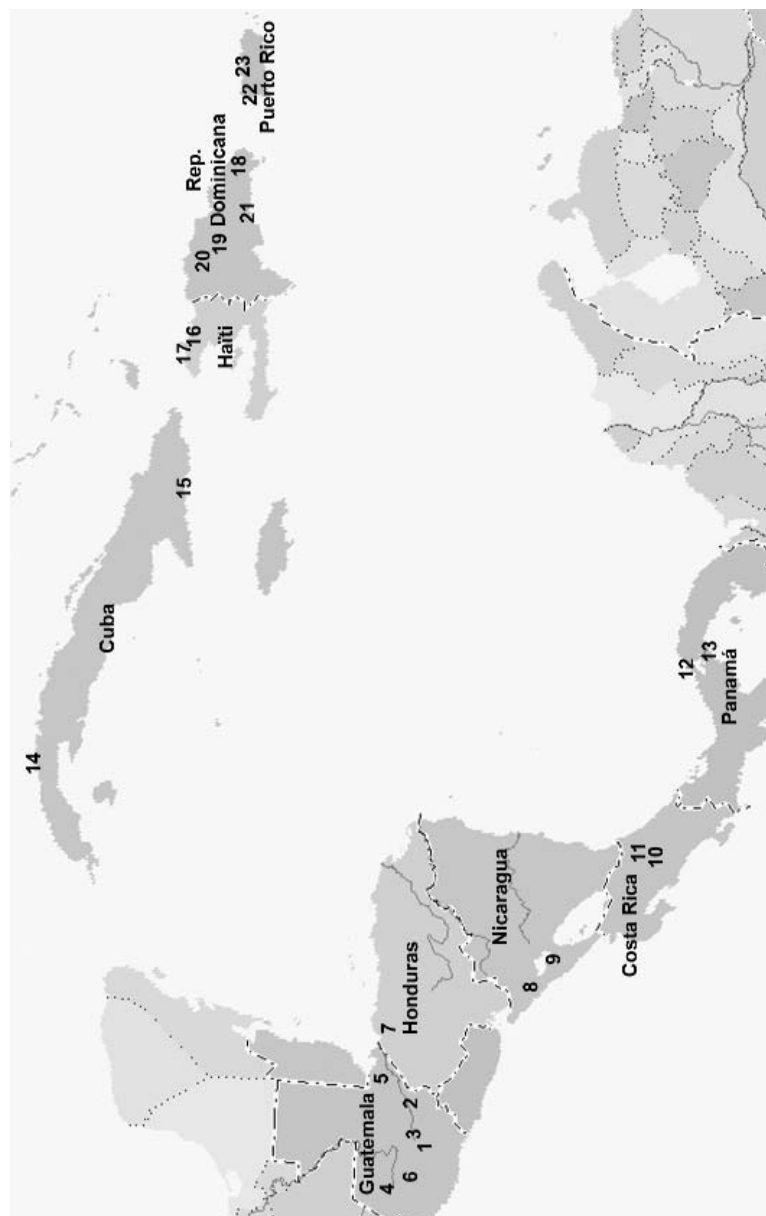 14
Cuba
15
17
16
Haïti
20
19
Rep.
Dominicana
21
18
22
23
Puerto Rico
4
6
Guatemala
1
3
2
5
7
Honduras
8
9
Nicaragua
Costa Rica
10
11
12
13
Panamá